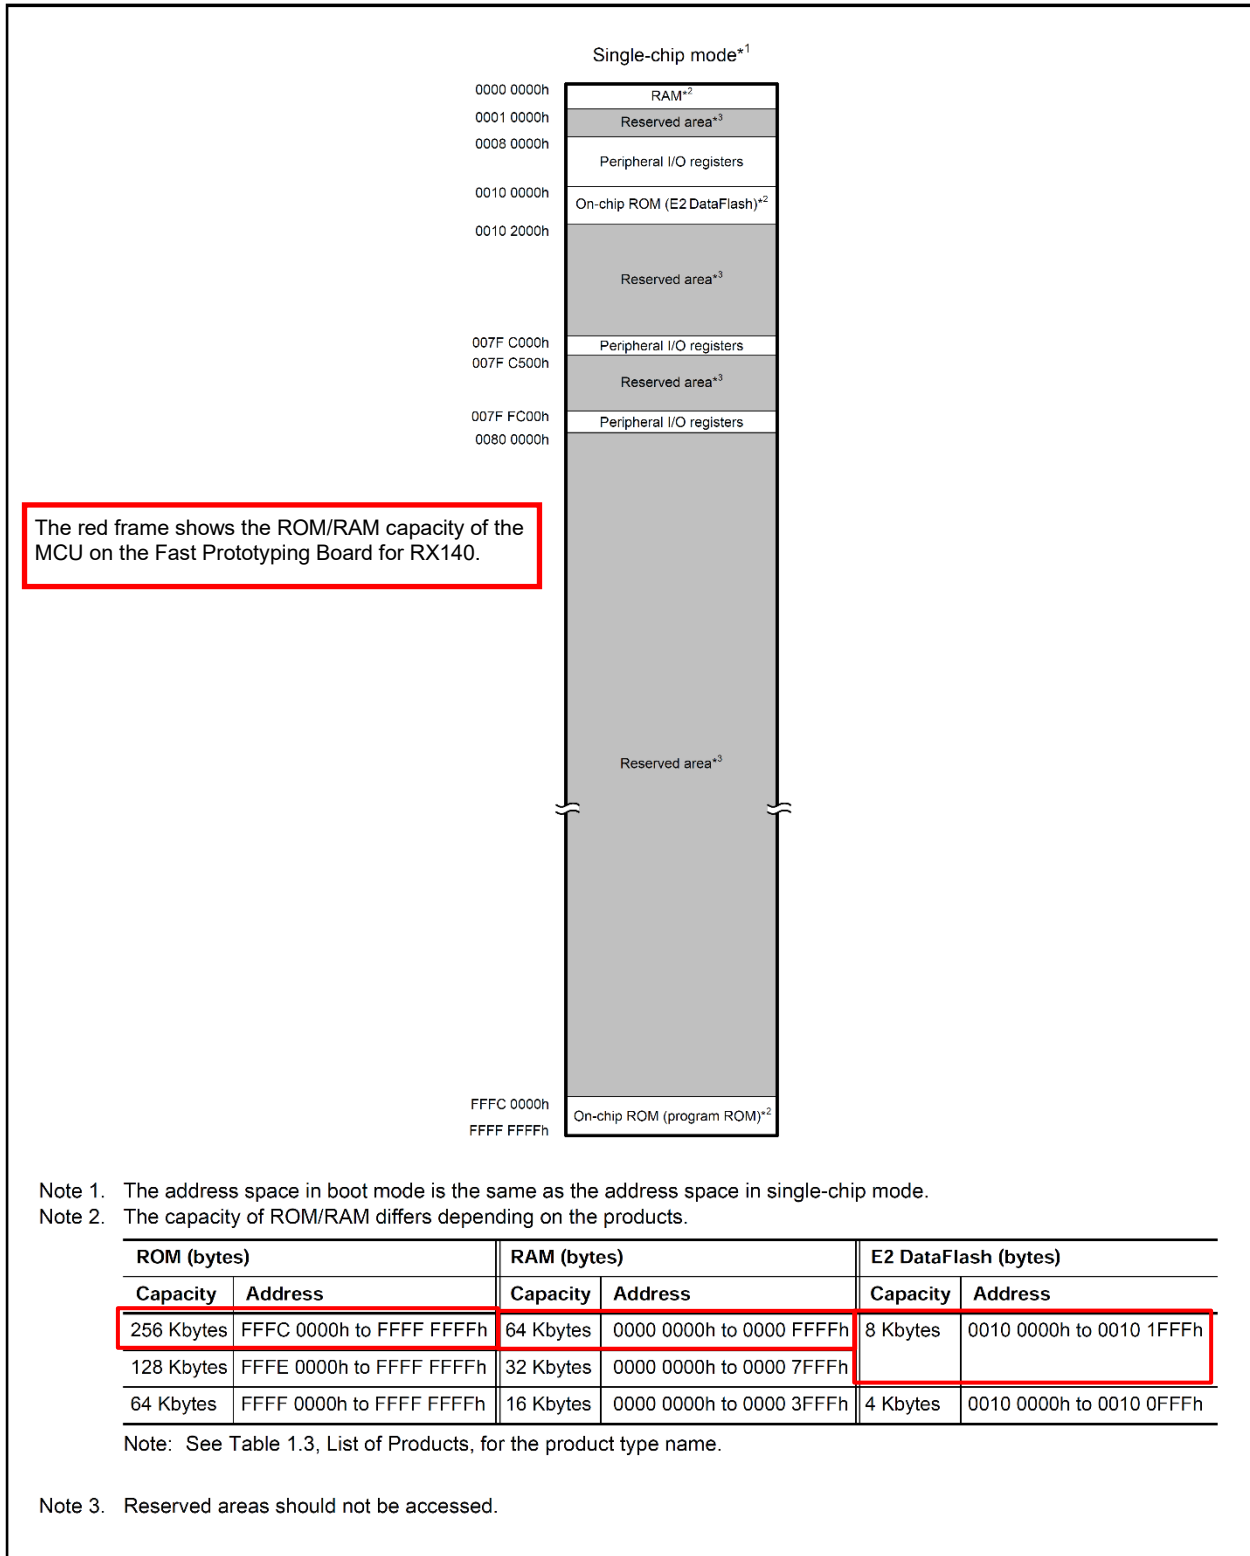 Single-chip mode*1
0000 0000h
RAM*2
0001 0000h
Reserved area*3
0008 0000h
Peripheral I/O registers
0010 0000h
On-chip ROM (E2 DataFlash)*2
0010 2000h
Reserved area*3
007F C000h
Peripheral I/O registers
007F C500h
Reserved area*3
007F FC00h
Peripheral I/O registers
0080 0000h
The red frame shows the ROM/RAM capacity of the
MCU on the Fast Prototyping Board for RX140.
Reserved area*3
FFFC 0000h
On-chip ROM (program ROM)*2
FFFF FFFFh
Note 1. The address space in boot mode is the same as the address space in single-chip mode.
Note 2. The capacity of ROM/RAM differs depending on the products.
ROM (bytes) RAM (bytes) E2 DataFlash (bytes)
Capacity Address Capacity Address Capacity Address
256 Kbytes FFFC 0000h to FFFF FFFFh 64 Kbytes 0000 0000h to 0000 FFFFh 8 Kbytes 0010 0000h to 0010 1FFFh
128 Kbytes FFFE 0000h to FFFF FFFFh 32 Kbytes 0000 0000h to 0000 7FFFh
64 Kbytes FFFF 0000h to FFFF FFFFh 16 Kbytes 0000 0000h to 0000 3FFFh 4 Kbytes 0010 0000h to 0010 0FFFh
Note: See Table 1.3, List of Products, for the product type name.
Note 3. Reserved areas should not be accessed.